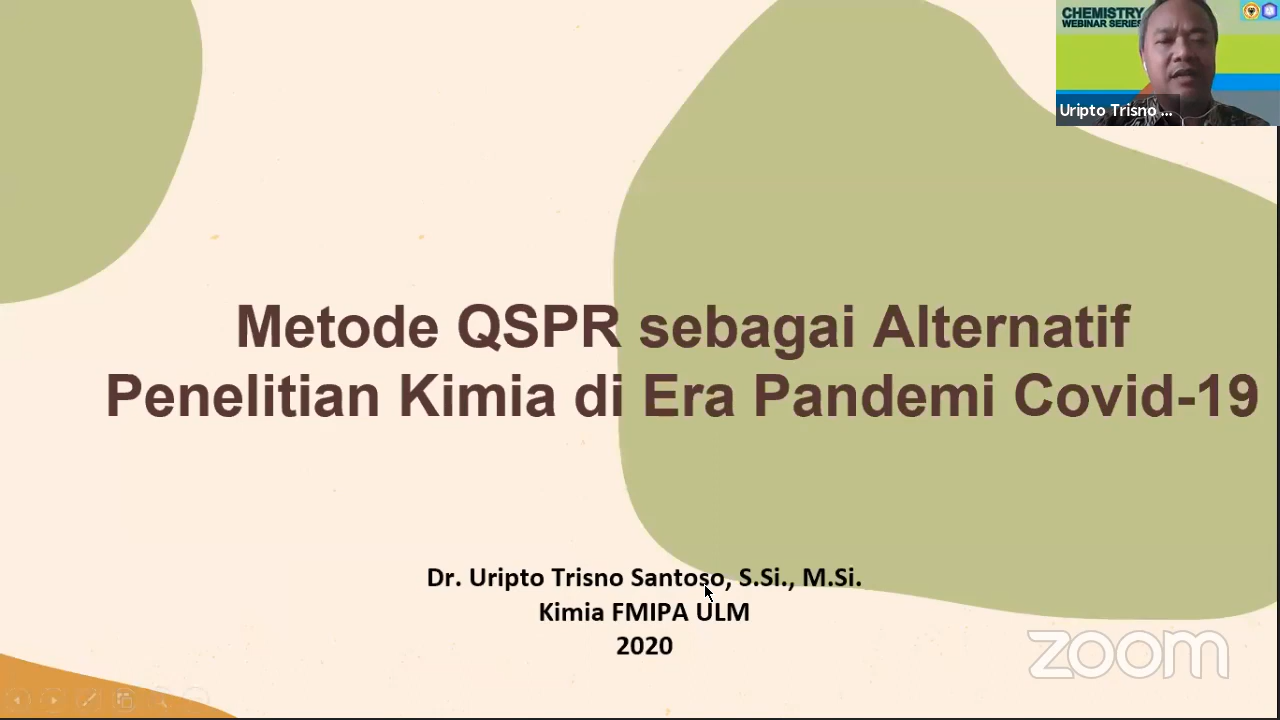 CHEMISTRY
WEBINAR SERIES
Uripto Trisno ...
Metode QSPR sebagai Alternatif
Penelitian Kimia di Era Pandemi Covid-19
Dr. Uripto Trisno Santoso, S.Si., M.Si.
Kimia FMIPA ULM
2020
zoom